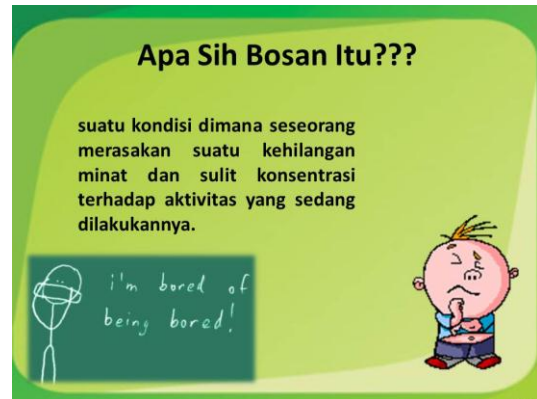 Apa Sih Bosan Itu???
suatu kondisi dimana seseorang
merasakan suatu kehilangan
minat dan sulit konsentrasi
terhadap aktivitas yang sedang
dilakukannya.
i'm bored of
being bored!